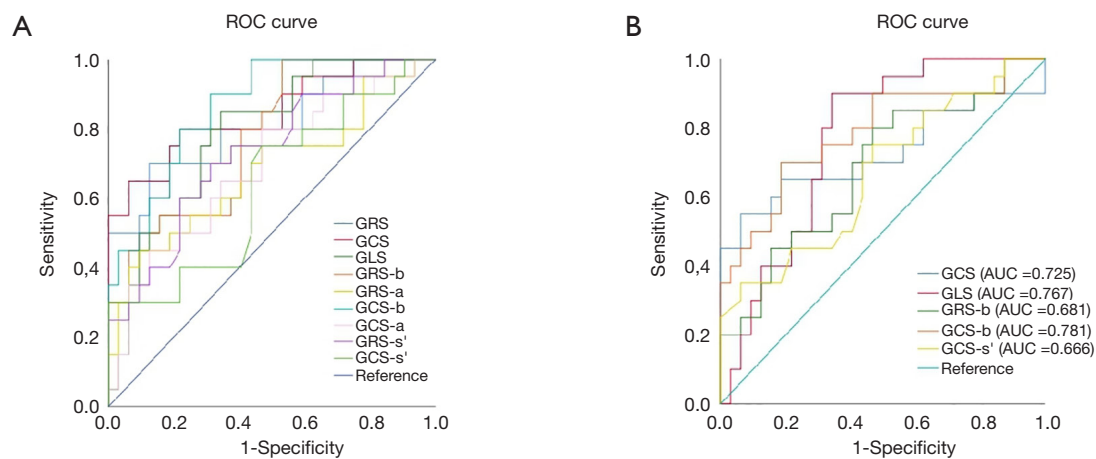 A
ROC curve
1.0
0.8
0.6
0.4
0.2
0.0
Sensitivity
GRS
GCS
GLS
GRS-b
GRS-a
GCS-b
GCS-a
GRS-s'
GCS-s'
Reference
0.0 0.2 0.4 0.6 0.8 1.0
1-Specificity
B
ROC curve
1.0
0.8
0.6
0.4
0.2
0.0
Sensitivity
GCS (AUC =0.725)
GLS (AUC =0.767)
GRS-b (AUC =0.681)
GCS-b (AUC =0.781)
GCS-s' (AUC =0.666)
Reference
0.0 0.2 0.4 0.6 0.8 1.0
1-Specificity